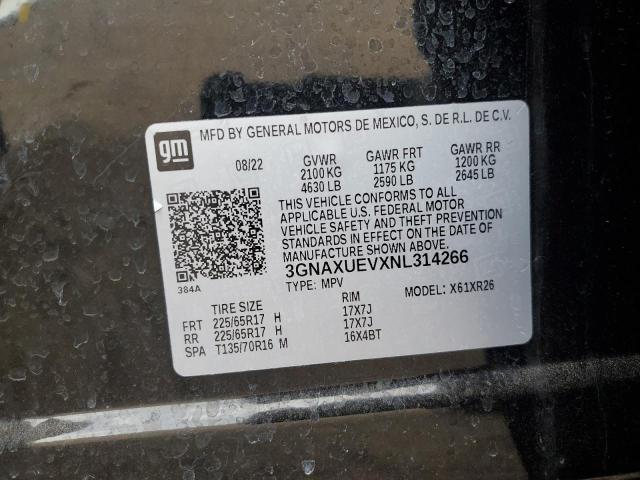 gm MFD BY GENERAL MOTORS DE MEXICO, S. DE R.L. DE C.V.
08/22 GVWR GAWR FRT GAWR RR
2100 KG 1175 KG 1200 KG
4630 LB 2590 LB 2645 LB
THIS VEHICLE CONFORMS TO ALL
APPLICABLE U.S. FEDERAL MOTOR
VEHICLE SAFETY AND THEFT PREVENTION
STANDARDS IN EFFECT ON THE DATE OF
MANUFACTURE SHOWN ABOVE.
3GNAXUEVXNL314266
384A TYPE: MPV MODEL: X61XR26
TIRE SIZE RIM
FRT 225/65R17 H 17X7J
RR 225/65R17 H 17X7J
SPA T135/70R16 M 16X4BT